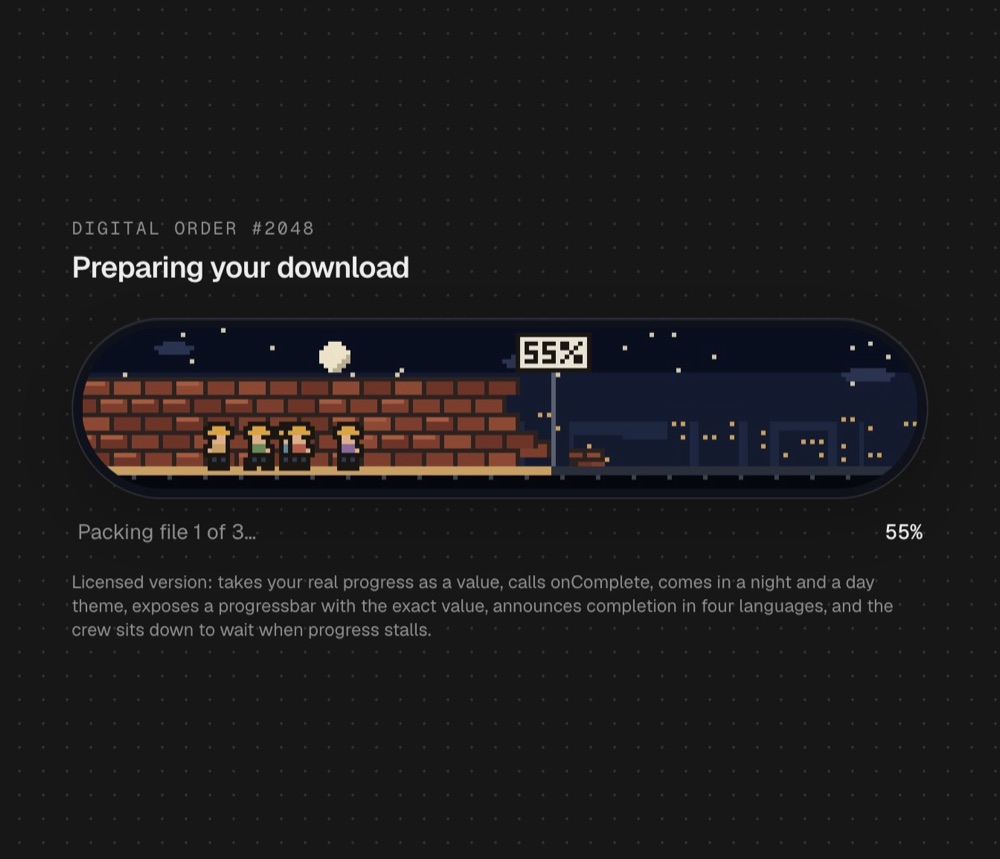 DIGITAL ORDER #2048
Preparing your download
55%
Packing file 1 of 3…
55%
Licensed version: takes your real progress as a value, calls onComplete, comes in a night and a day
theme, exposes a progressbar with the exact value, announces completion in four languages, and the
crew sits down to wait when progress stalls.